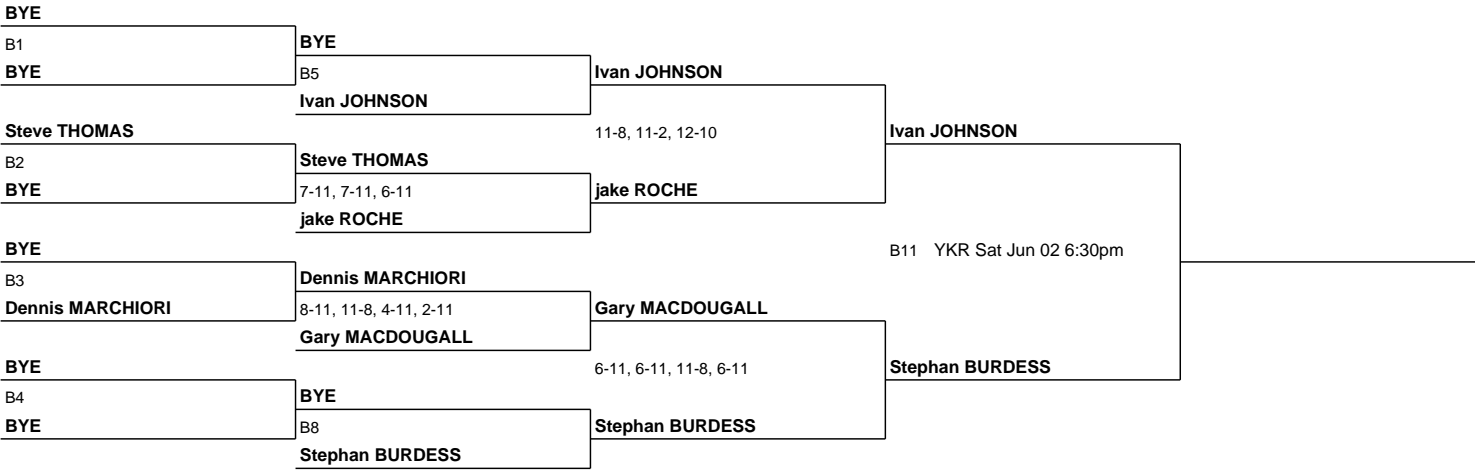 BYE
B1
BYE
BYE
B5
Ivan JOHNSON
Ivan JOHNSON
Steve THOMAS
11-8, 11-2, 12-10
Ivan JOHNSON
B2
Steve THOMAS
BYE
7-11, 7-11, 6-11
jake ROCHE
jake ROCHE
BYE
B11 YKR Sat Jun 02 6:30pm
B3
Dennis MARCHIORI
Dennis MARCHIORI
8-11, 11-8, 4-11, 2-11
Gary MACDOUGALL
Gary MACDOUGALL
BYE
6-11, 6-11, 11-8, 6-11
Stephan BURDESS
B4
BYE
BYE
B8
Stephan BURDESS
Stephan BURDESS